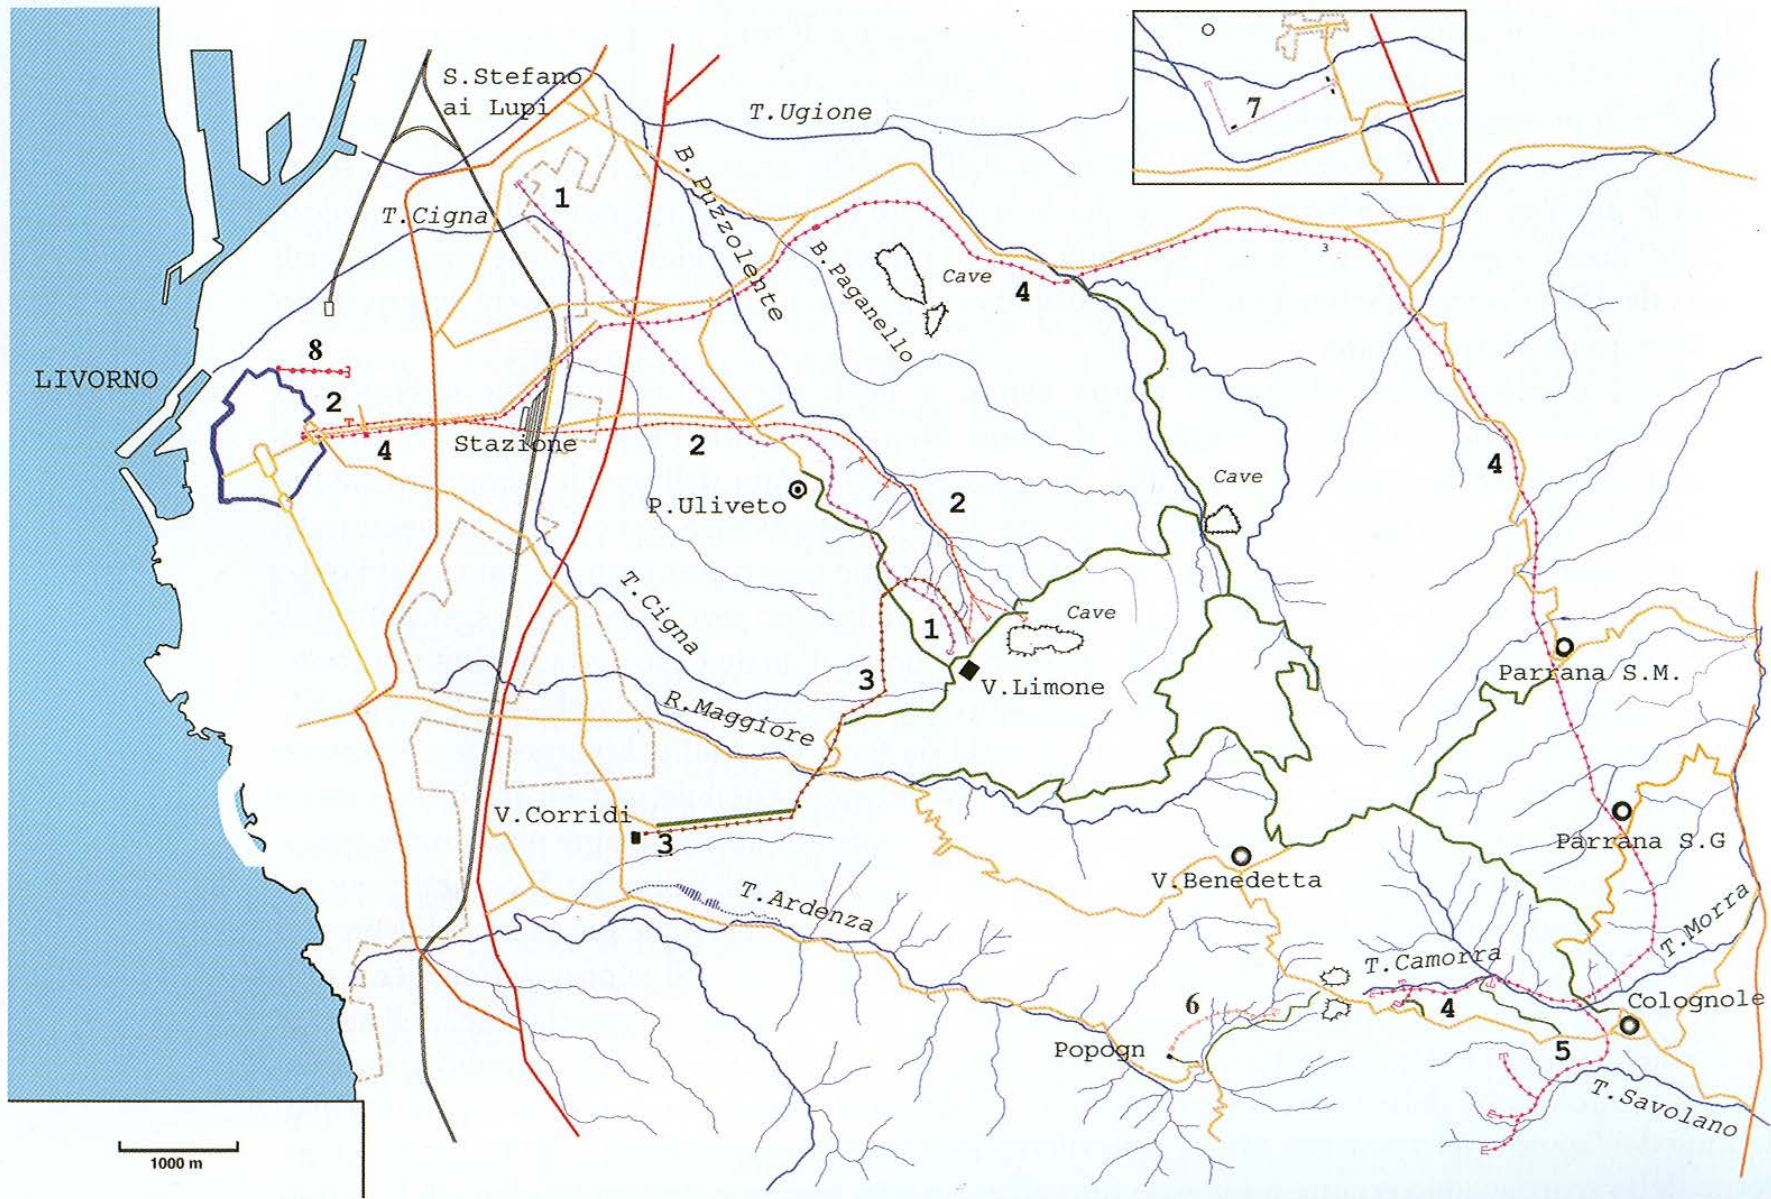 S.Stefano
ai Lupi
T.Ugione
7
1
B.Puzzolente
T.Cigna
B.Paganello
Cave
4
3
8
LIVORNO
2
4
Stazione
2
P.Uliveto
2
Cave
4
T.Cigna
1
Cave
3
V.Limone
Parrana S.M.
R.Maggiore
V.Corridi
3
Parrana S.G
V.Benedetta
T.Ardenza
T.Morra
T.Camorra
6
4
Colognole
Popogn
5
T.Savolano
1000 m